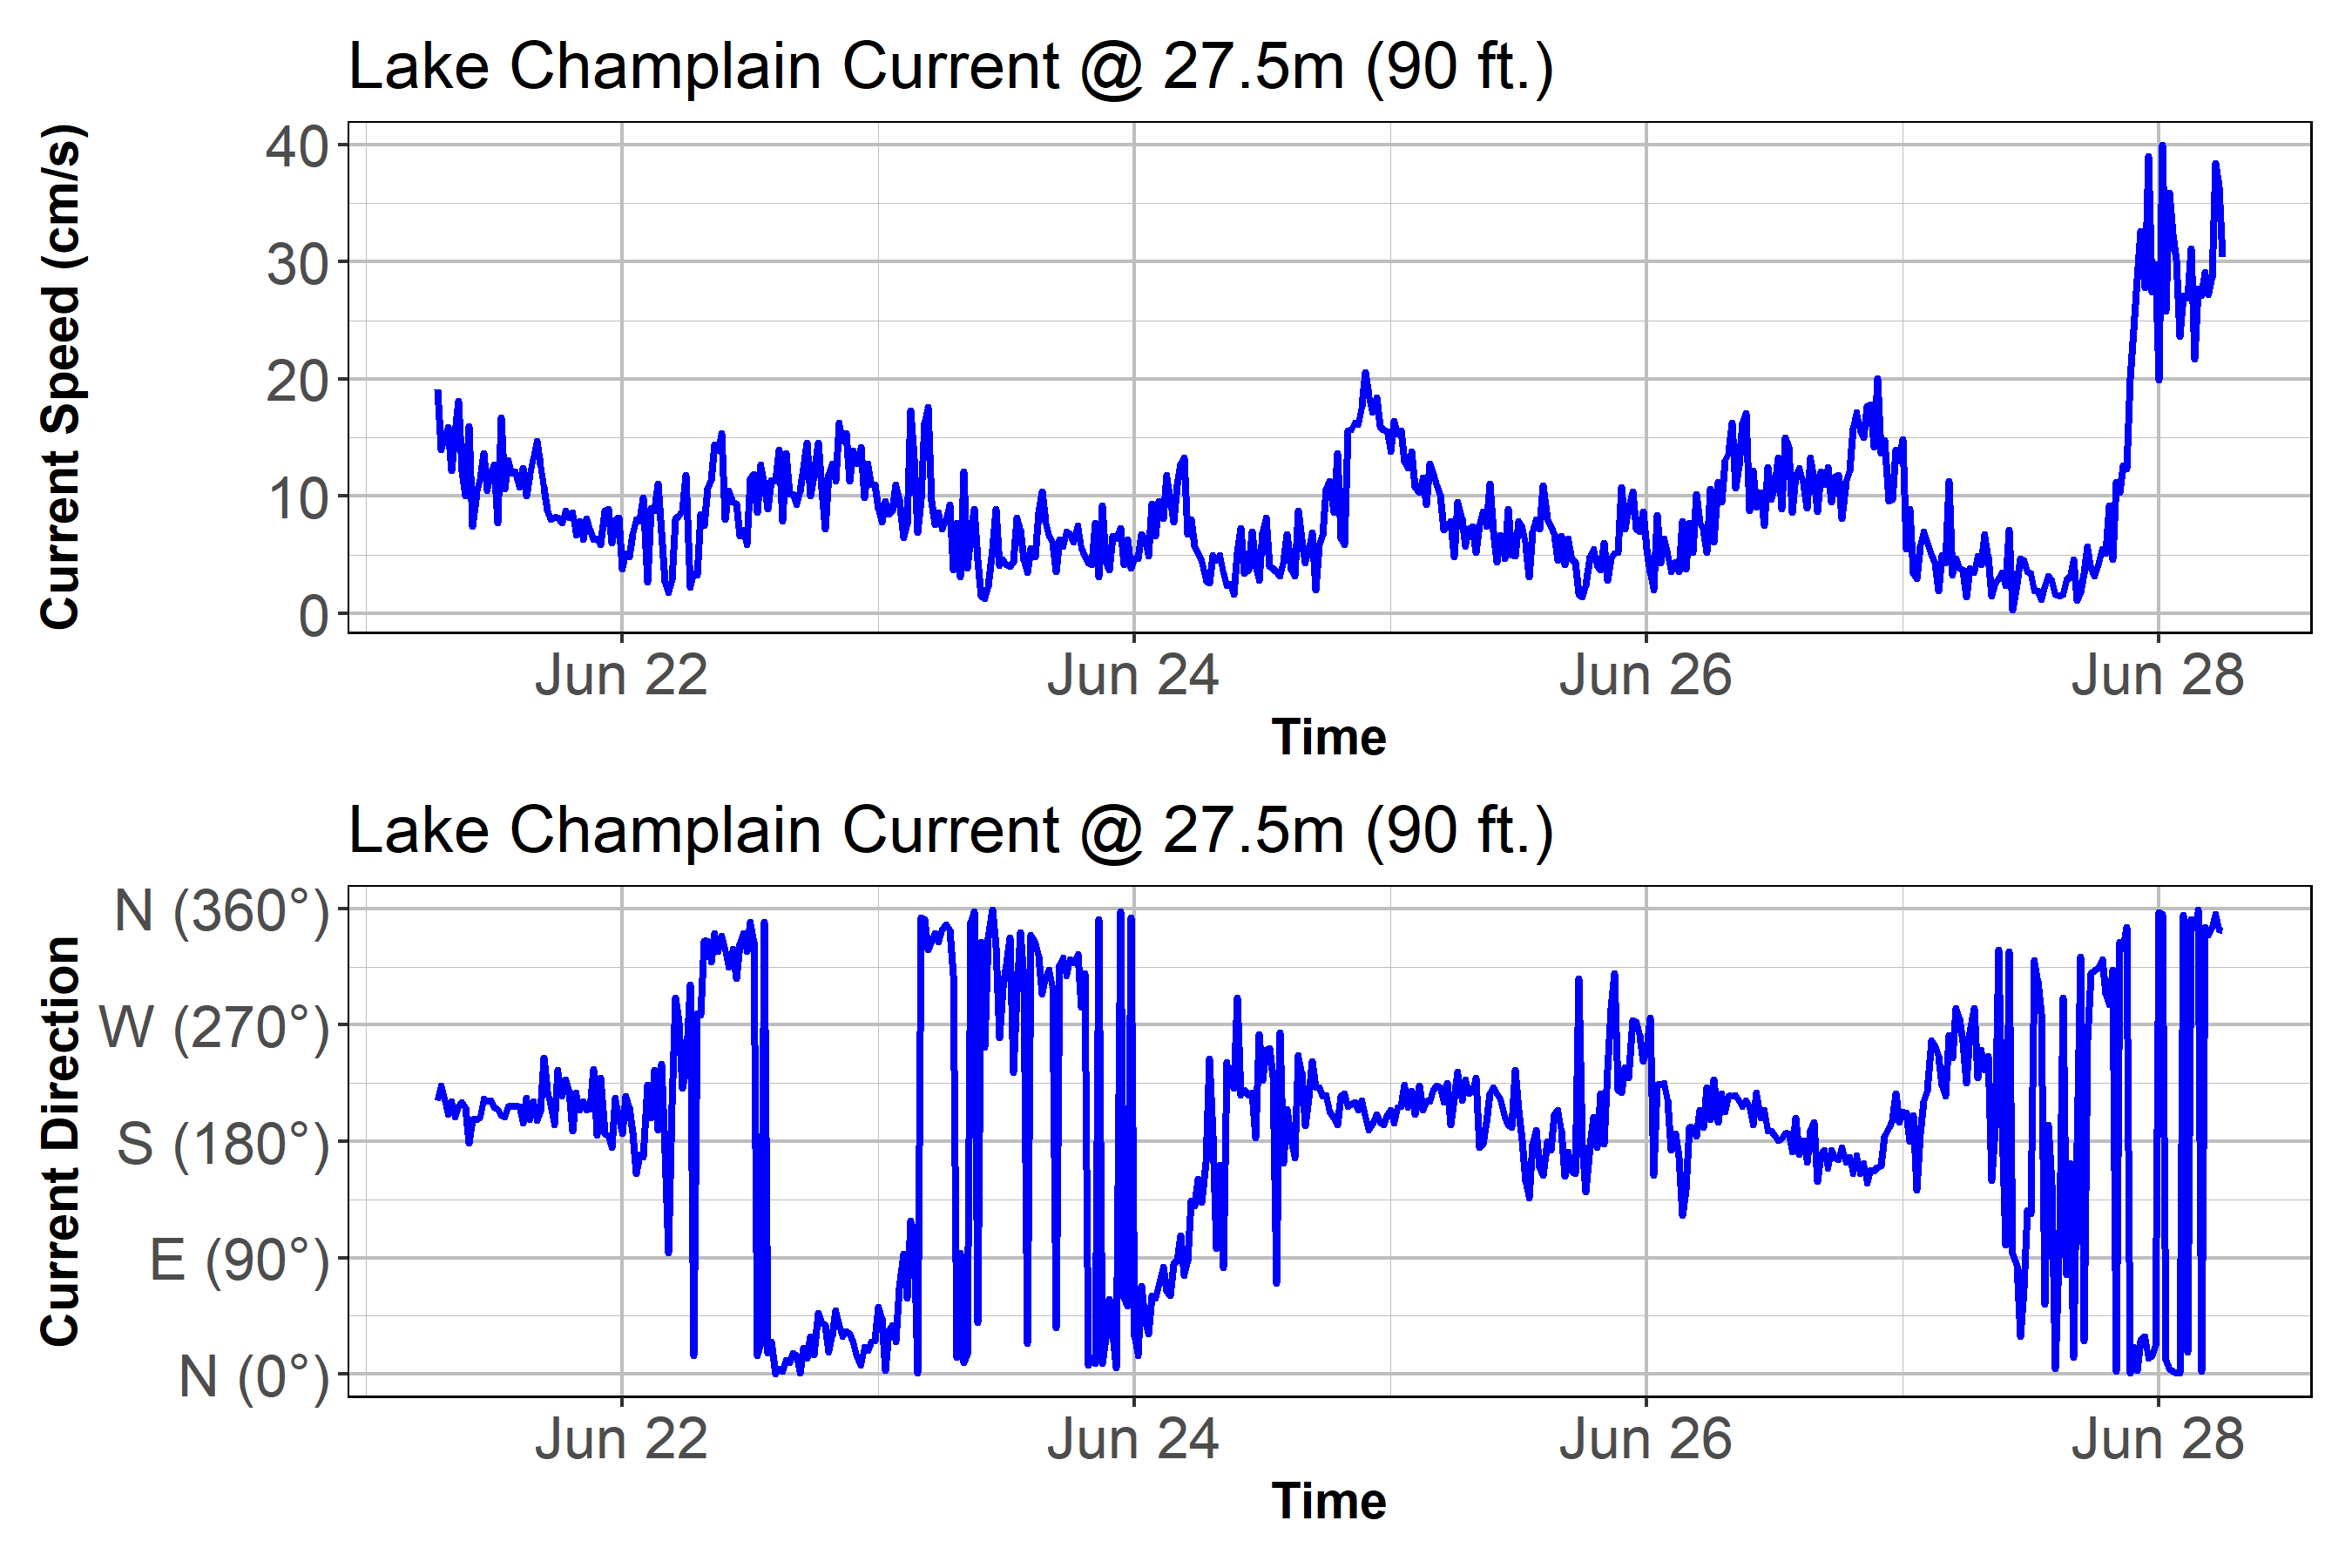 Lake Champlain Current @ 27.5m (90 ft.)
Current Speed (cm/s)
40
30
20
10
0
Jun 22 Jun 24 Jun 26 Jun 28
Time
Lake Champlain Current @ 27.5m (90 ft.)
Current Direction
N (360°)
W (270°)
S (180°)
E (90°)
N (0°)
Jun 22 Jun 24 Jun 26 Jun 28
Time